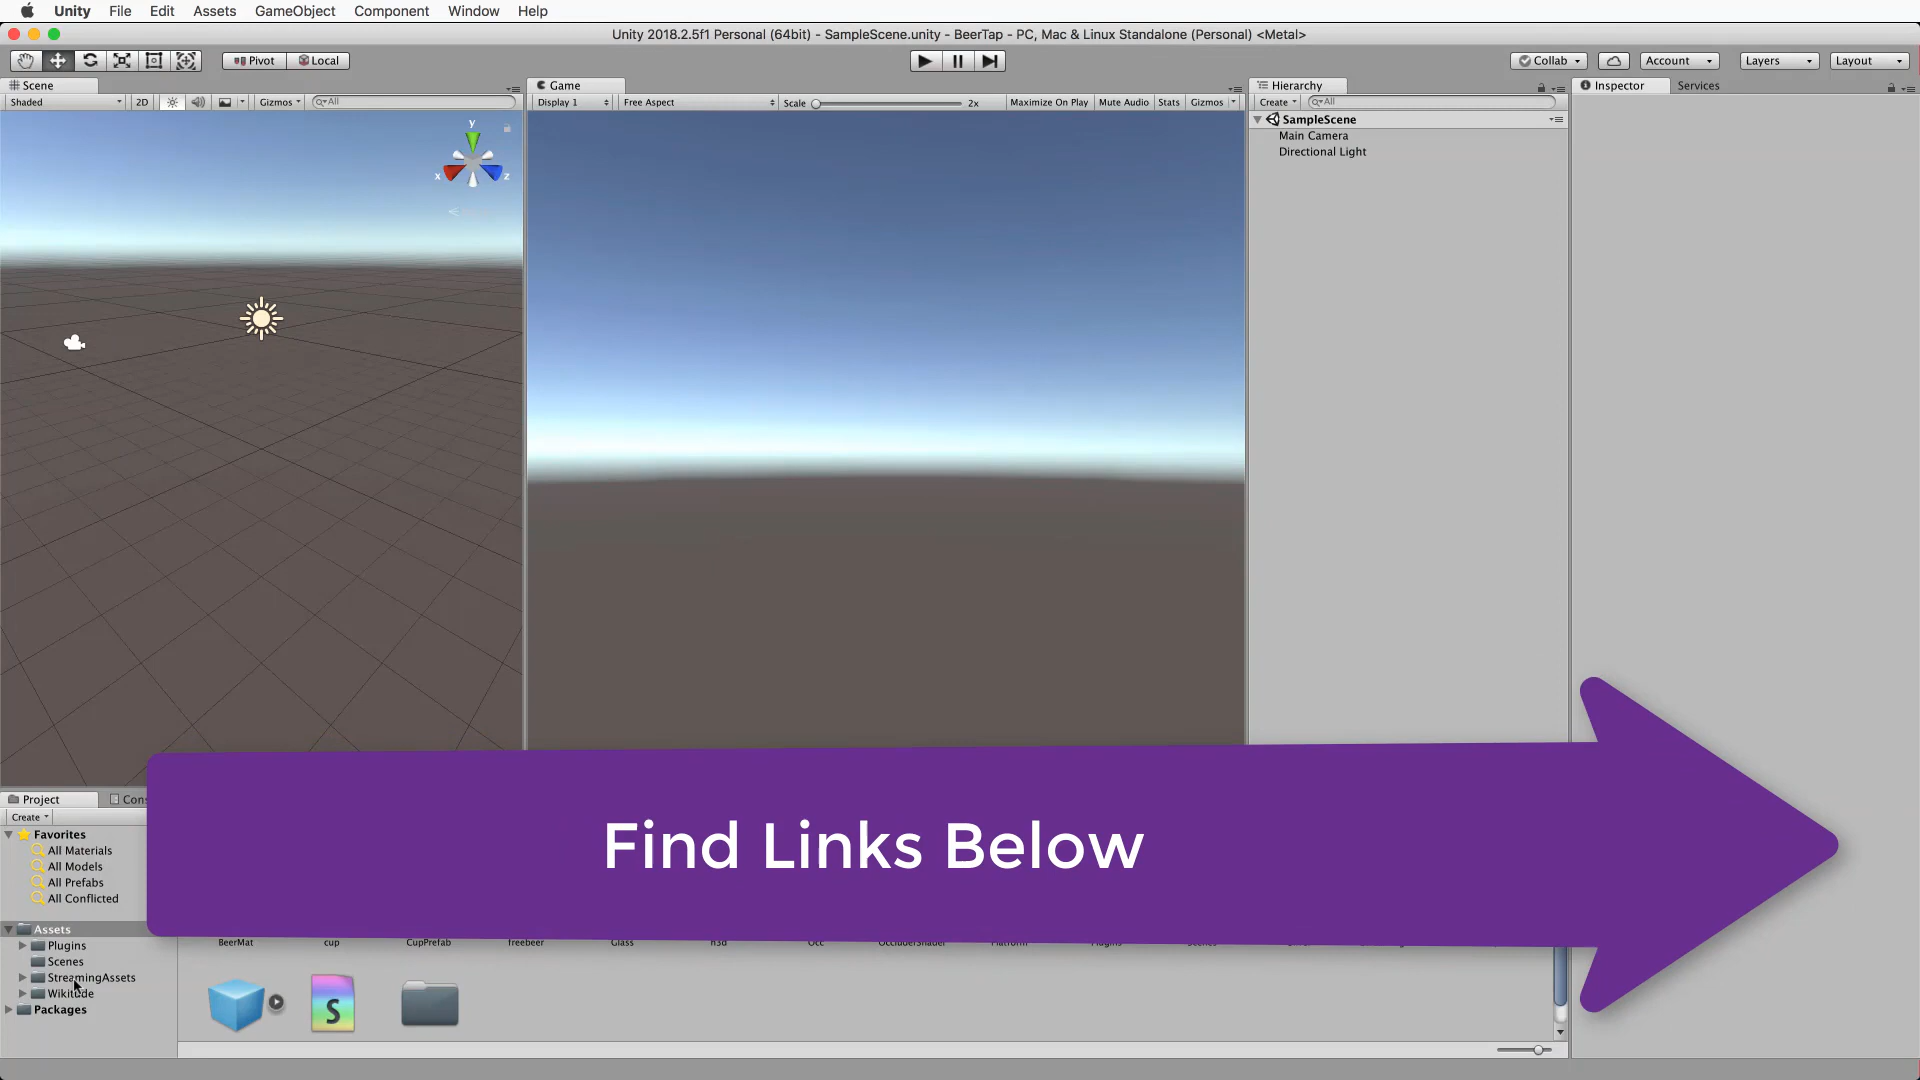 Unity File Edit Assets GameObject Component Window Help
Unity 2018.2.5f1 Personal (64bit) - SampleScene.unity - BeerTap - PC, Mac & Linux Standalone (Personal) <Metal>
Pivot Local Collab Account Layers Layout
Scene Game Hierarchy Inspector Services
Shaded 2D Gizmos All Display 1 Free Aspect Scale 2x Maximize On Play Mute Audio Stats Gizmos Create All
SampleScene
Main Camera
Directional Light
y
x
z
Project
Create
Favorites
All Materials
All Models
All Prefabs
All Conflicted
Find Links Below
Assets
Plugins
Scenes
StreamingAssets
Wikitude
Packages
BeerMat cup CupPrefab freebeer Glass
S